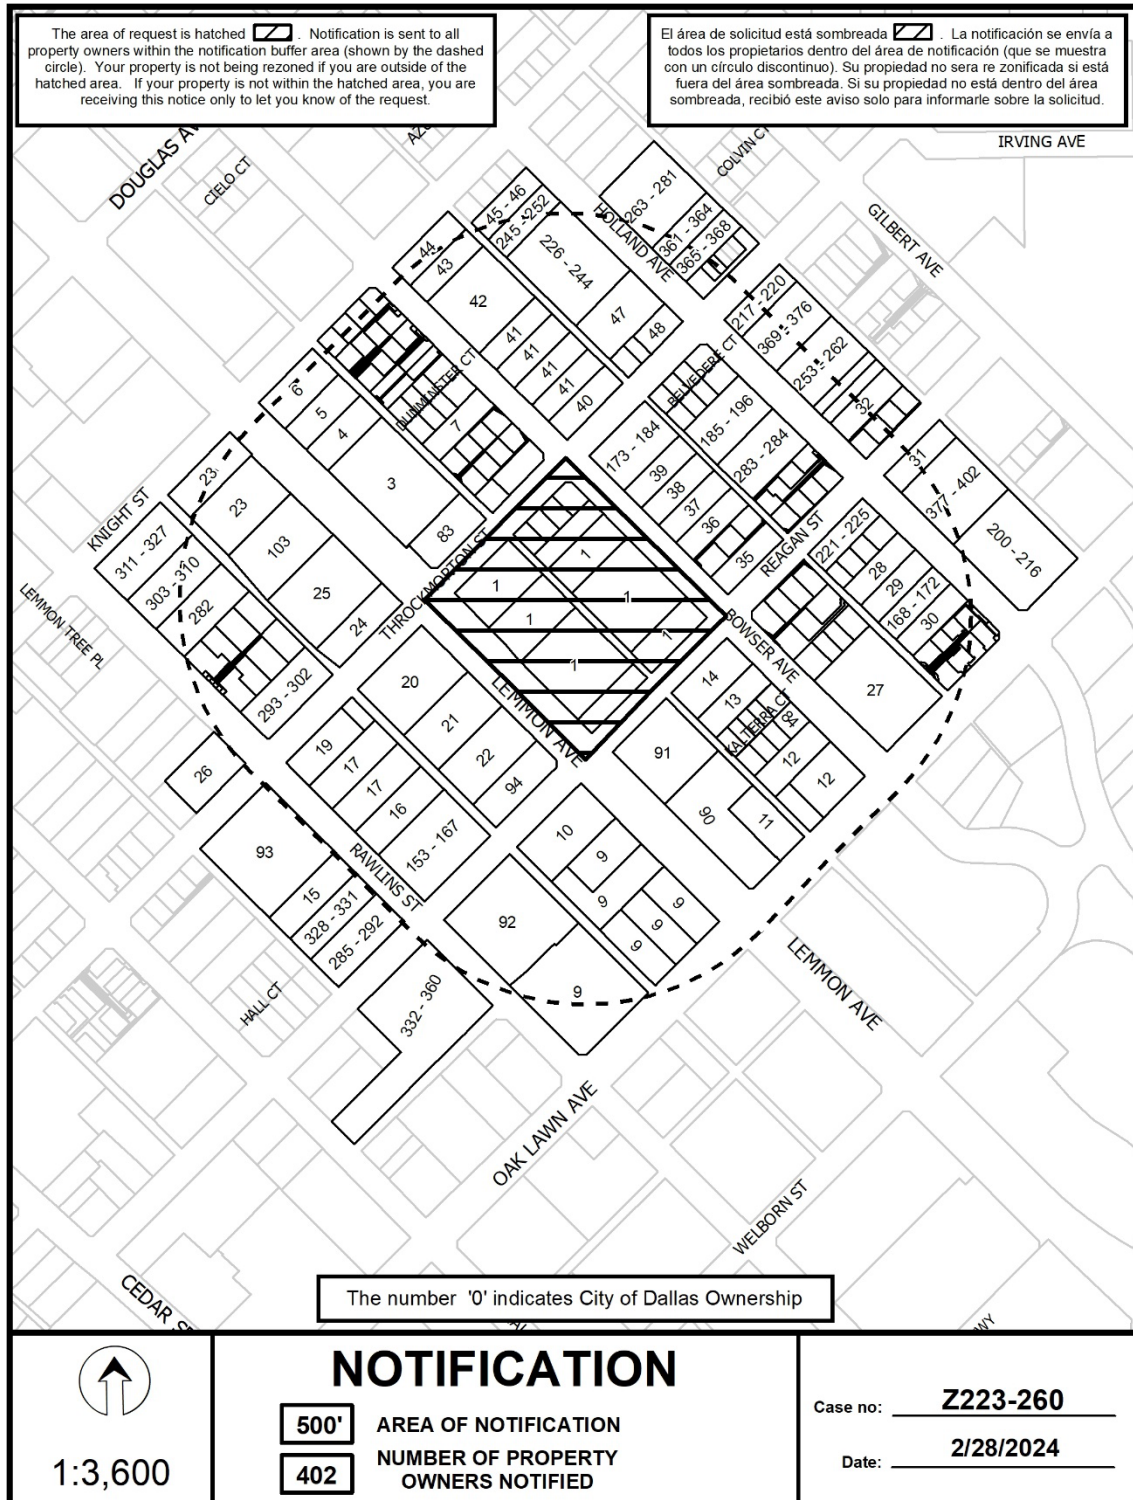 The area of request is hatched . Notification is sent to all
property owners within the notification buffer area (shown by the dashed
circle). Your property is not being rezoned if you are outside of the
hatched area. If your property is not within the hatched area, you are
receiving this notice only to let you know of the request.
El área de solicitud está sombreada . La notificación se envía a
todos los propietarios dentro del área de notificación (que se muestra
con un círculo discontinuo). Su propiedad no sera re zonificada si está
fuera del área sombreada. Si su propiedad no está dentro del área
sombreada, recibió este aviso solo para informarle sobre la solicitud.
IRVING AVE
DOUGLAS
CIELO CT
COLVIN CT
GILBERT AVE
HOLLAND AVE
45 - 46
245 - 252
263 - 281
361 - 364
365 - 368
226 - 244
44
43
42
41
41
41
41
40
47
48
217 - 220
369 - 376
253 - 262
32
BELVEDERE CT
DUNMINSTER CT
6
5
4
3
7
83
173 - 184
39
38
37
36
35
185 - 196
283 - 284
31
377 - 402
200 - 216
REAGAN ST
221 - 225
28
29
168 - 172
30
KNIGHT ST
23
23
103
25
24
311 - 327
303 - 310
282
293 - 302
LEMMON TREE PL
THROCKMORTON ST
1
1
1
1
1
1
BOWSER AVE
14
13
KALTERRA CT
84
12
12
27
20
21
22
94
LEMMON AVE
91
90
11
19
17
17
16
153 - 167
26
93
15
328 - 331
285 - 292
RAWLINS ST
10
9
9
9
9
9
92
9
332 - 360
HALL CT
LEMMON AVE
OAK LAWN AVE
WELBORN ST
CEDAR
The number '0' indicates City of Dallas Ownership
NOTIFICATION
500' AREA OF NOTIFICATION
402 NUMBER OF PROPERTY
OWNERS NOTIFIED
1:3,600
Case no: Z223-260
Date: 2/28/2024